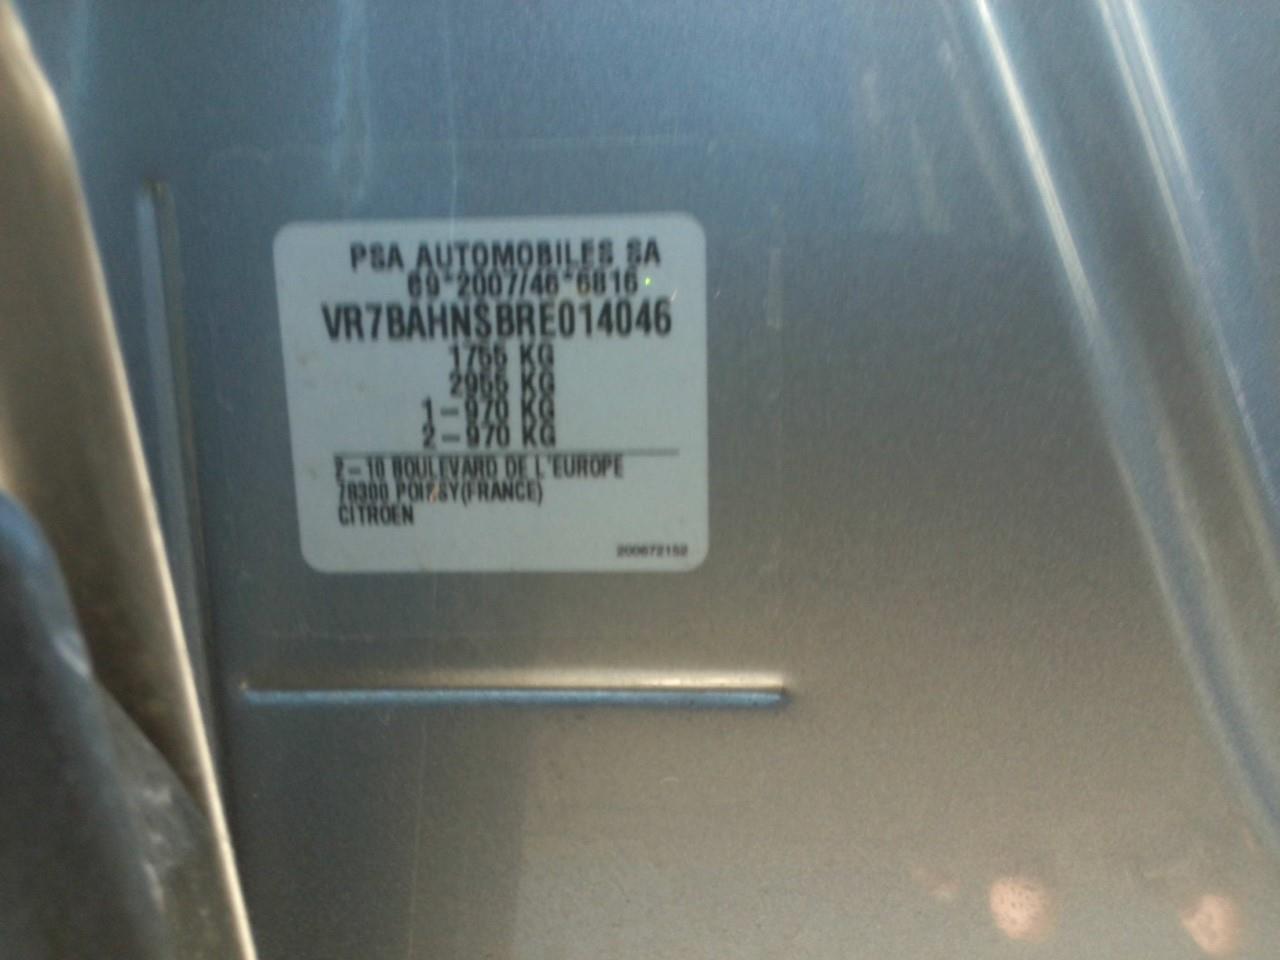 PSA AUTOMOBILES SA
e9*2007/46*6816
VR7BAHNSBRE014046
1755 KG
2955 KG
1-970 KG
2-970 KG
2-10 BOULEVARD DE L'EUROPE
78300 POISSY(FRANCE)
CITROEN
200672152